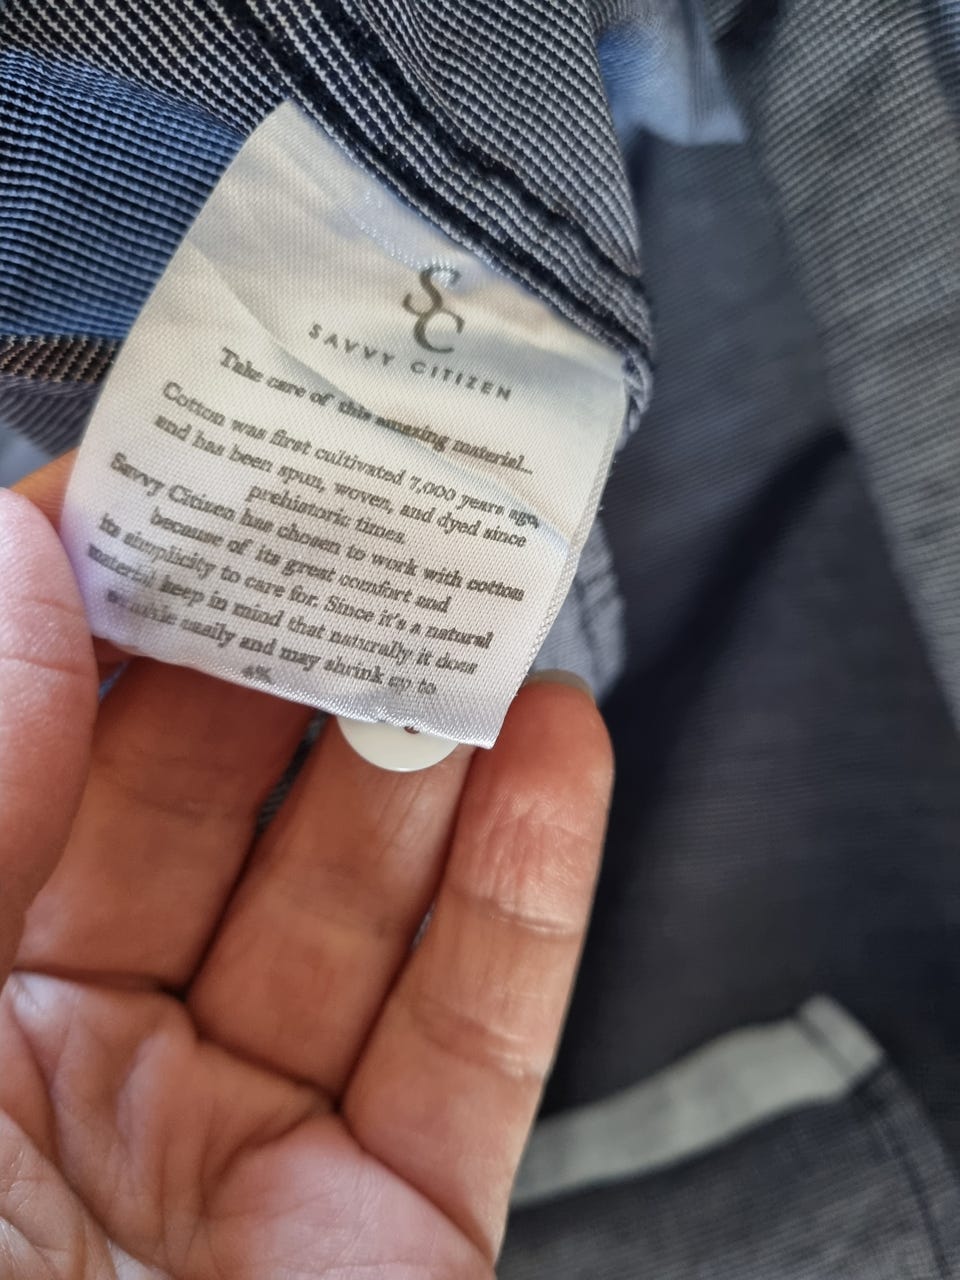 SC
SAVVY CITIZEN
Take care of this amazing material...
Cotton was first cultivated 7,000 years ago,
and has been spun, woven, and dyed since
prehistoric times.
Savvy Citizen has chosen to work with cotton
because of its great comfort and
its simplicity to care for. Since it's a natural
material keep in mind that naturally it does
wrinkle easily and may shrink up to
4%